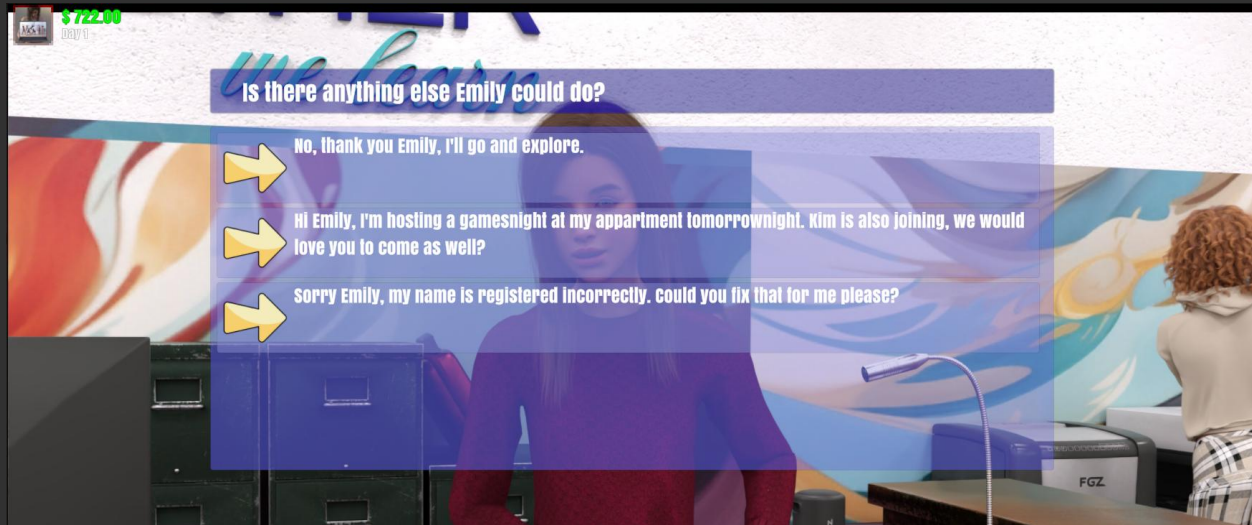 $ 722.00
Day 1
we learn
Is there anything else Emily could do?
No, thank you Emily, I'll go and explore.
Hi Emily, I'm hosting a gamesnight at my appartment tomorrownight. Kim is also joining, we would
love you to come as well?
Sorry Emily, my name is registered incorrectly. Could you fix that for me please?
FGZ